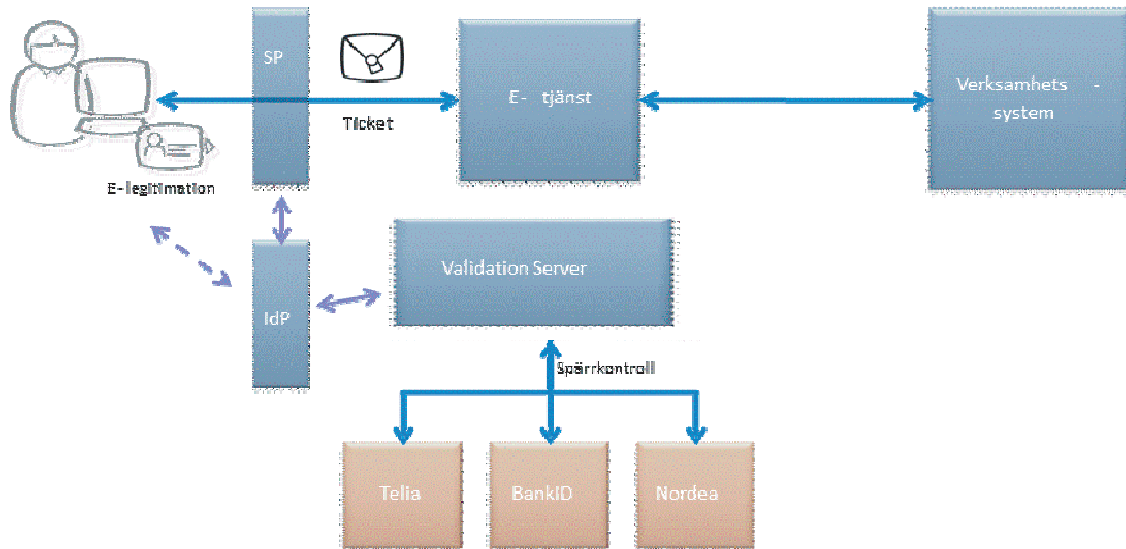 SP
E- tjänst
Verksamhets -
system
Ticket
E-legitimation
Validation Server
IdP
Spärrkontroll
Telia
BankID
Nordea